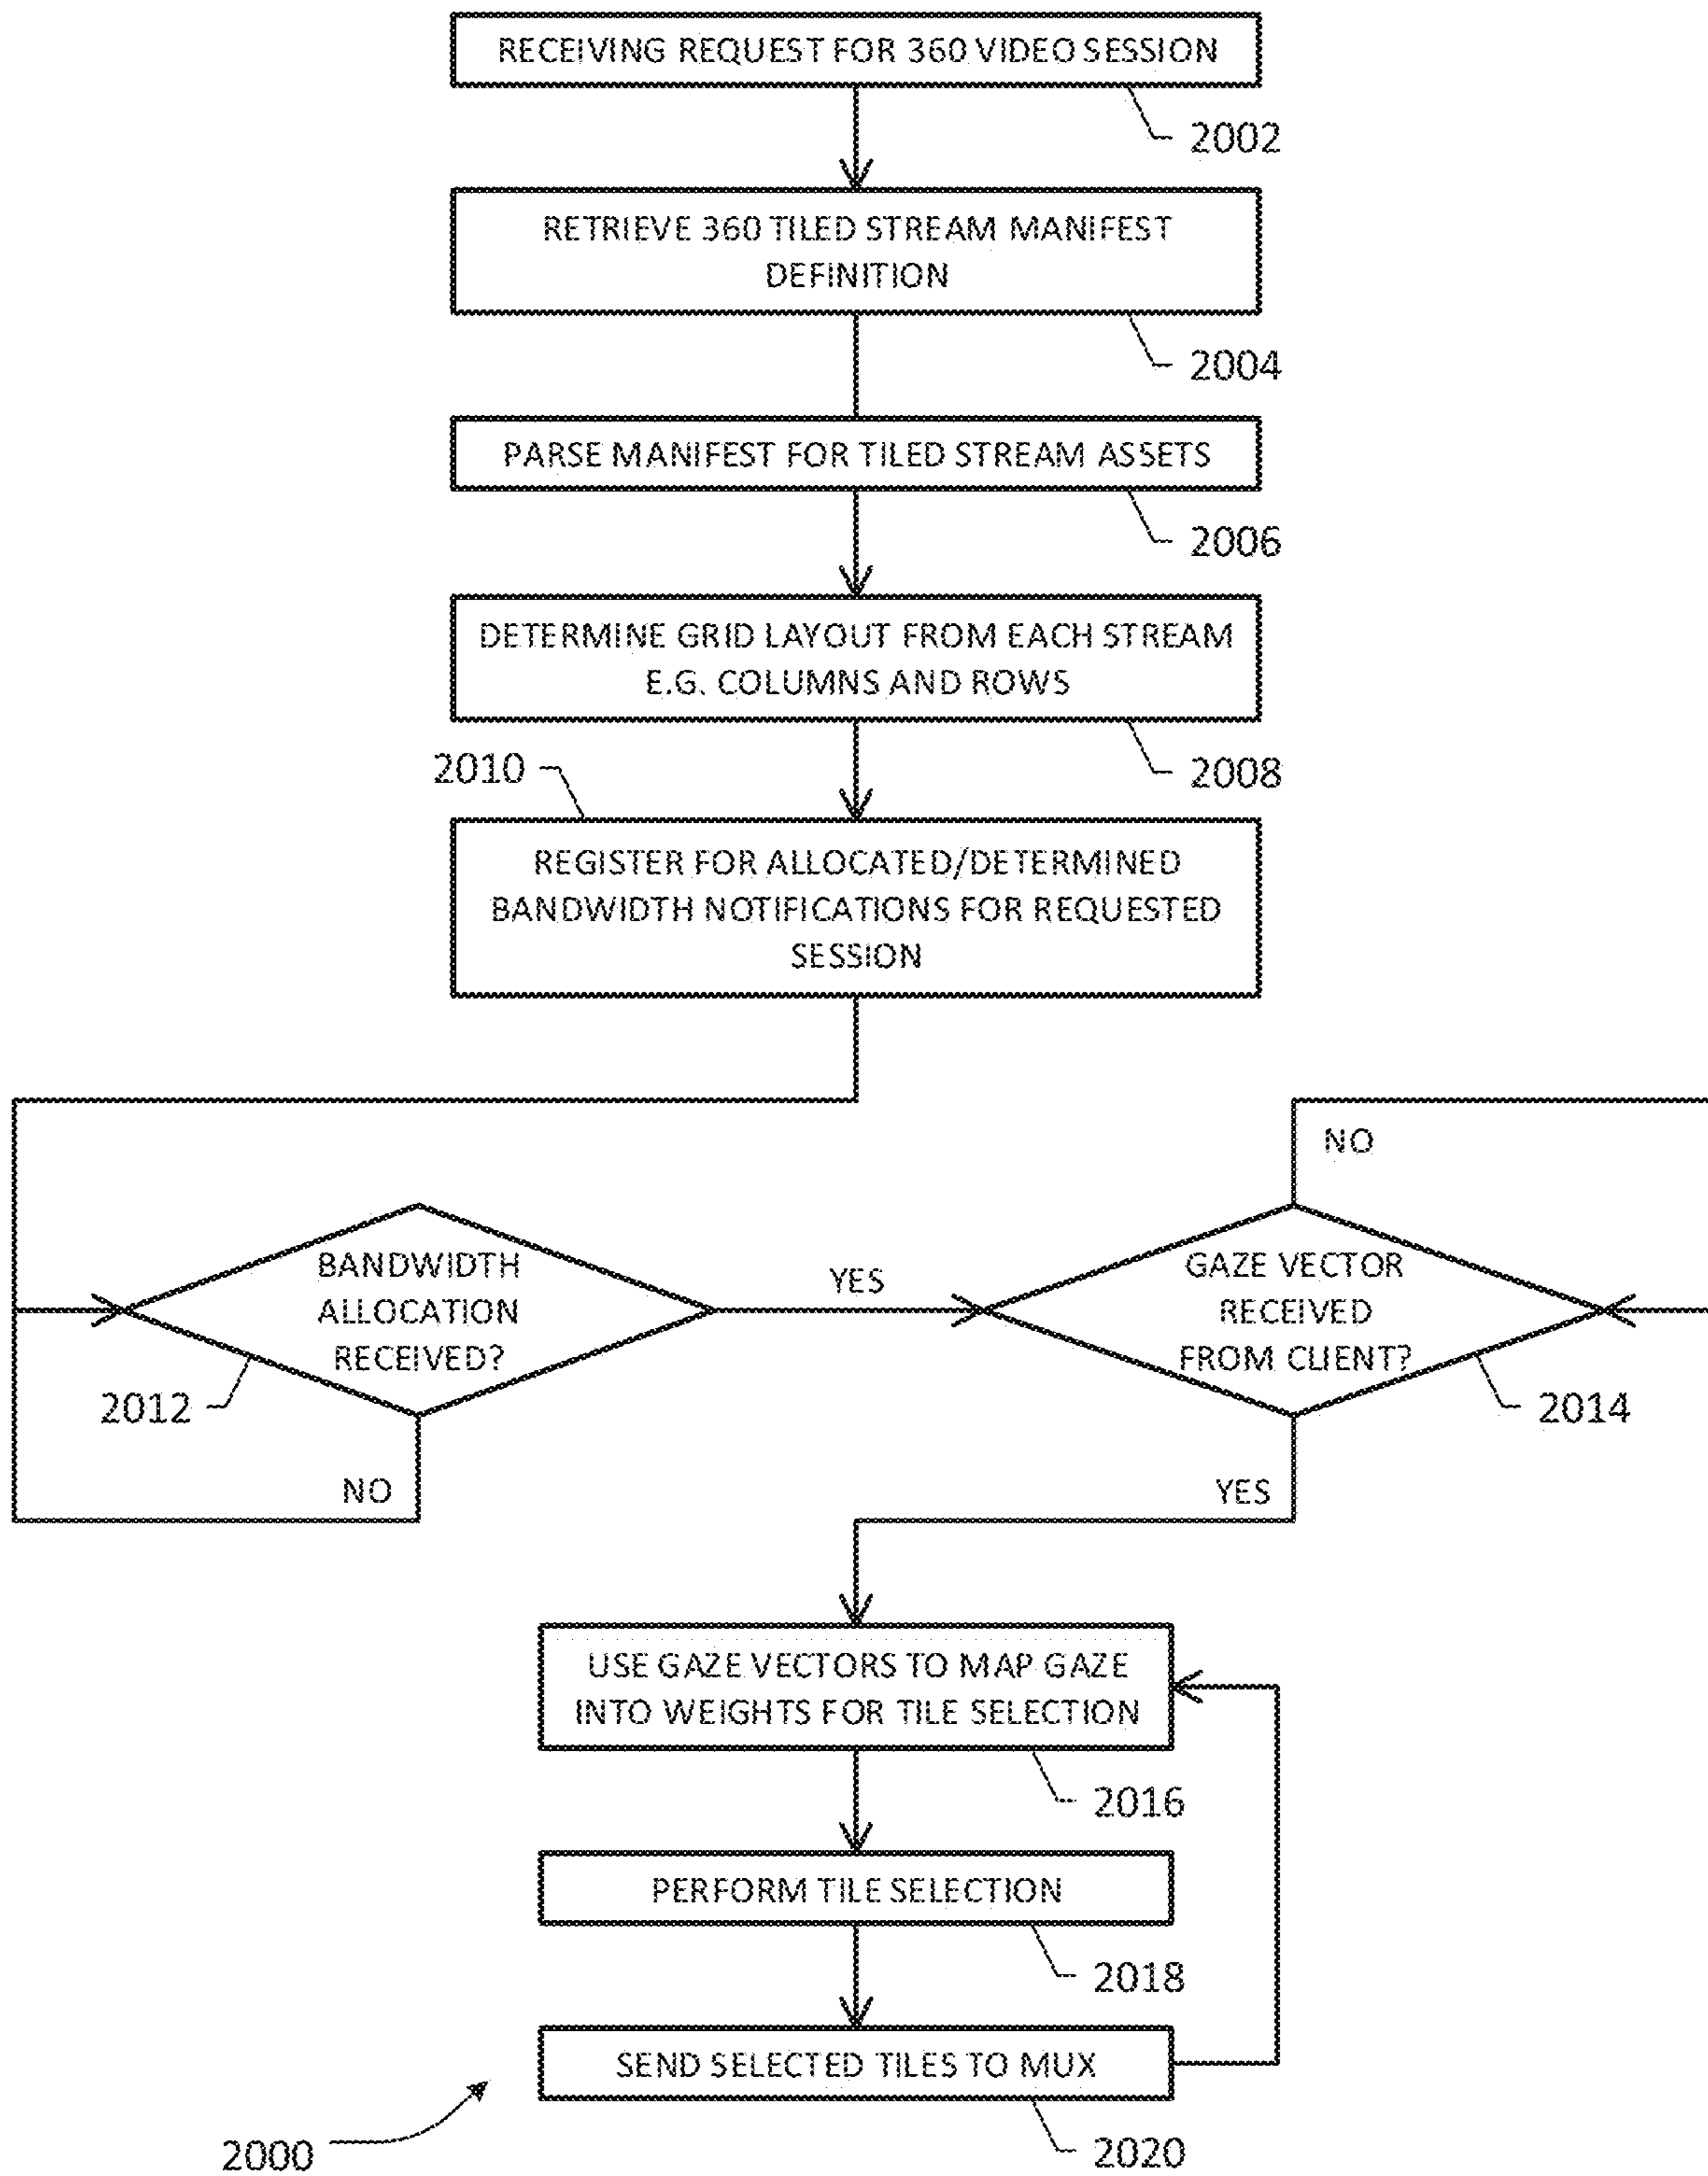 RECEIVING REQUEST FOR 360 VIDEO SESSION
2002
RETRIEVE 360 TILED STREAM MANIFEST
DEFINITION
2004
PARSE MANIFEST FOR TILED STREAM ASSETS
2006
DETERMINE GRID LAYOUT FROM EACH STREAM
E.G. COLUMNS AND ROWS
2008
2010
REGISTER FOR ALLOCATED/DETERMINED
BANDWIDTH NOTIFICATIONS FOR REQUESTED
SESSION
BANDWIDTH
ALLOCATION
RECEIVED?
2012
NO
YES
NO
GAZE VECTOR
RECEIVED
FROM CLIENT?
2014
YES
USE GAZE VECTORS TO MAP GAZE
INTO WEIGHTS FOR TILE SELECTION
2016
PERFORM TILE SELECTION
2018
SEND SELECTED TILES TO MUX
2020
2000